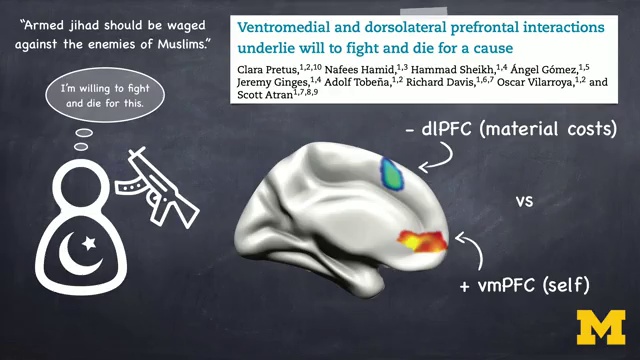 “Armed jihad should be waged
against the enemies of Muslims.”
I'm willing to fight
and die for this.
Ventromedial and dorsolateral prefrontal interactions
underlie will to fight and die for a cause
Clara Pretus,1,2,10 Nafees Hamid,1,3 Hammad Sheikh,1,4 Ángel Gómez,1,5
Jeremy Ginges,1,4 Adolf Tobeña,1,2 Richard Davis,1,6,7 Oscar Vilarroya,1,2 and
Scott Atran1,7,8,9
- dlPFC (material costs)
vs
+ vmPFC (self)
M